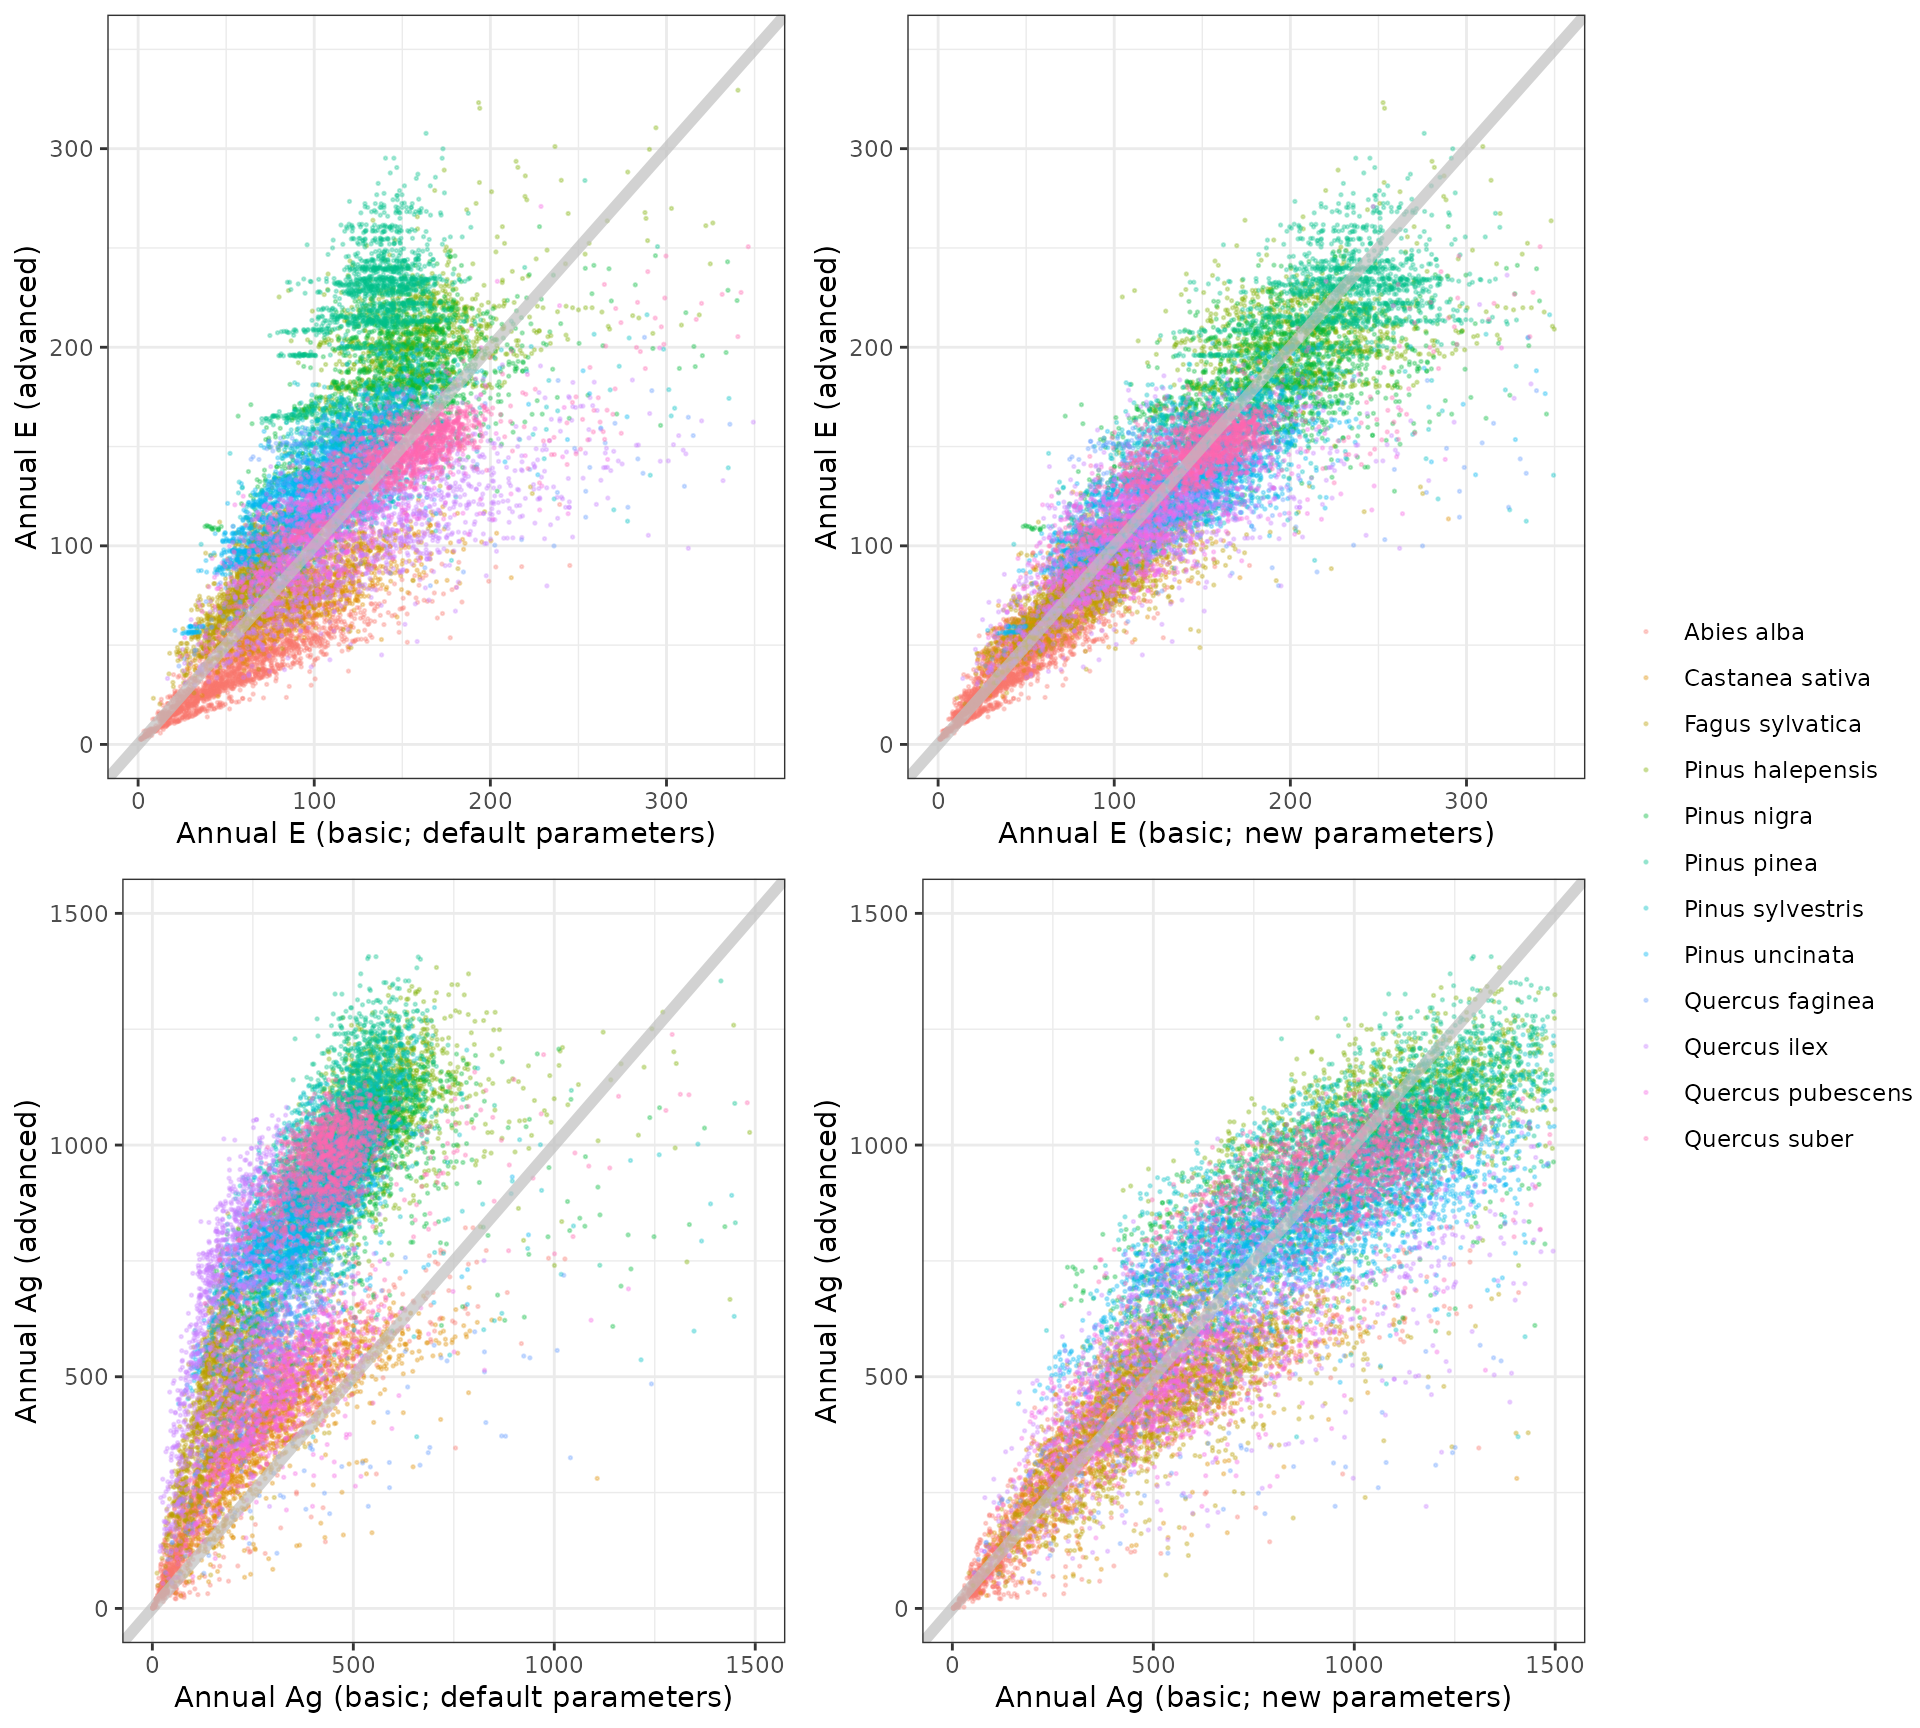 300
200
100
0
Annual E (advanced)
0 100 200 300
Annual E (basic; default parameters)
300
200
100
0
Annual E (advanced)
0 100 200 300
Annual E (basic; new parameters)
1500
1000
500
0
Annual Ag (advanced)
0 500 1000 1500
Annual Ag (basic; default parameters)
1500
1000
500
0
Annual Ag (advanced)
0 500 1000 1500
Annual Ag (basic; new parameters)
Abies alba
Castanea sativa
Fagus sylvatica
Pinus halepensis
Pinus nigra
Pinus pinea
Pinus sylvestris
Pinus uncinata
Quercus faginea
Quercus ilex
Quercus pubescens
Quercus suber